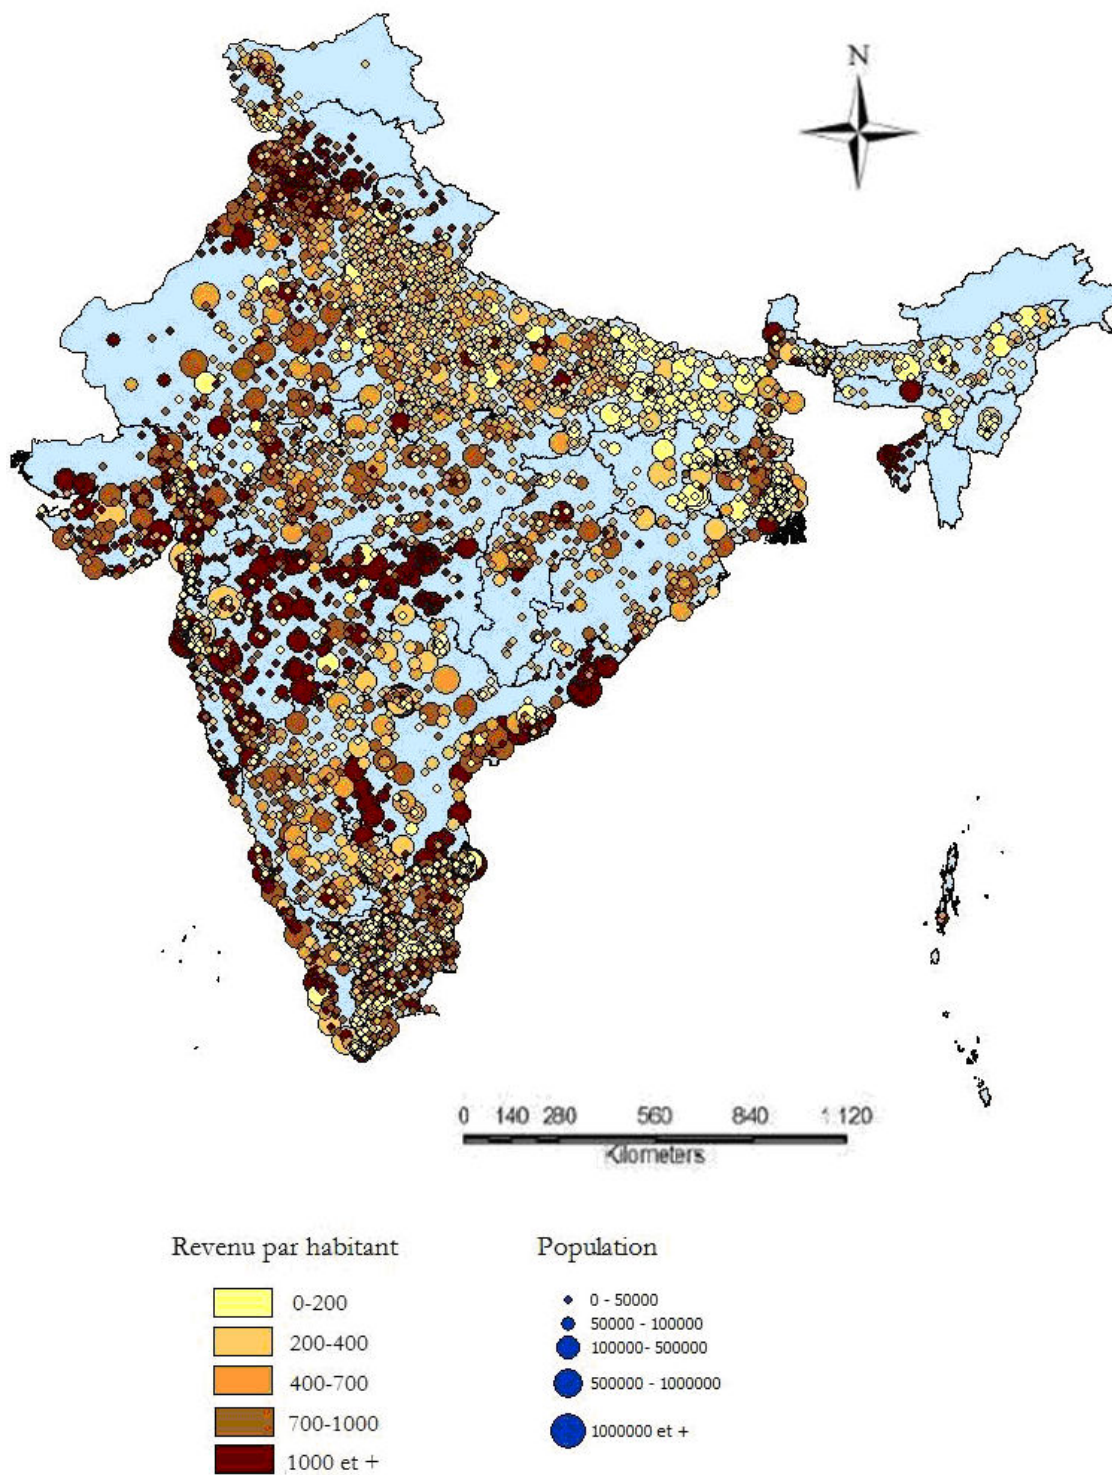 N
0 140 280 560 840 1 120
Kilometers
Revenu par habitant
0-200
200-400
400-700
700-1000
1000 et +
Population
0 - 50000
50000 - 100000
100000- 500000
500000 - 1000000
1000000 et +